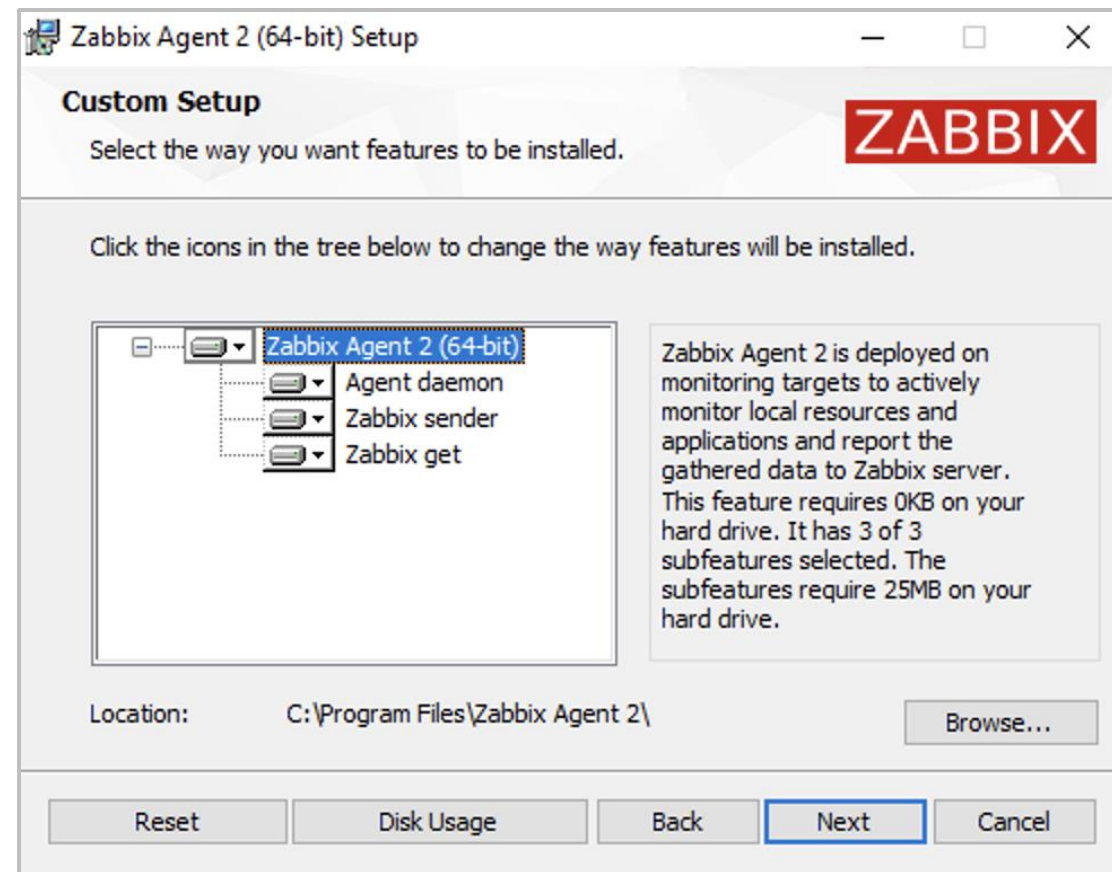 Zabbix Agent 2 (64-bit) Setup
Custom Setup
Select the way you want features to be installed.
ZABBIX
Click the icons in the tree below to change the way features will be installed.
Zabbix Agent 2 (64-bit)
Agent daemon
Zabbix sender
Zabbix get
Zabbix Agent 2 is deployed on
monitoring targets to actively
monitor local resources and
applications and report the
gathered data to Zabbix server.
This feature requires 0KB on your
hard drive. It has 3 of 3
subfeatures selected. The
subfeatures require 25MB on your
hard drive.
Location: C:\Program Files\Zabbix Agent 2\
Browse...
Reset Disk Usage Back Next Cancel